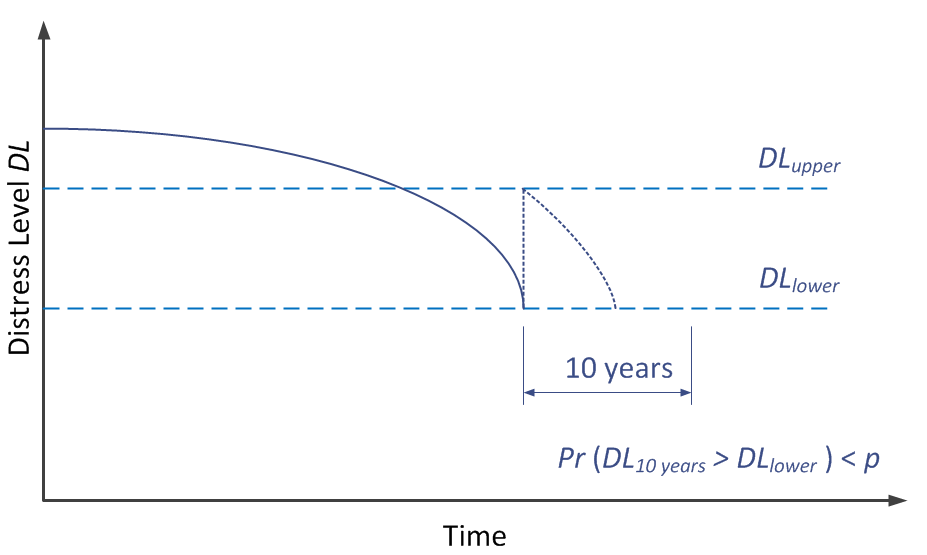 Distress Level DL
DLupper
DLlower
10 years
Pr (DL10 years > DLlower ) < p
Time